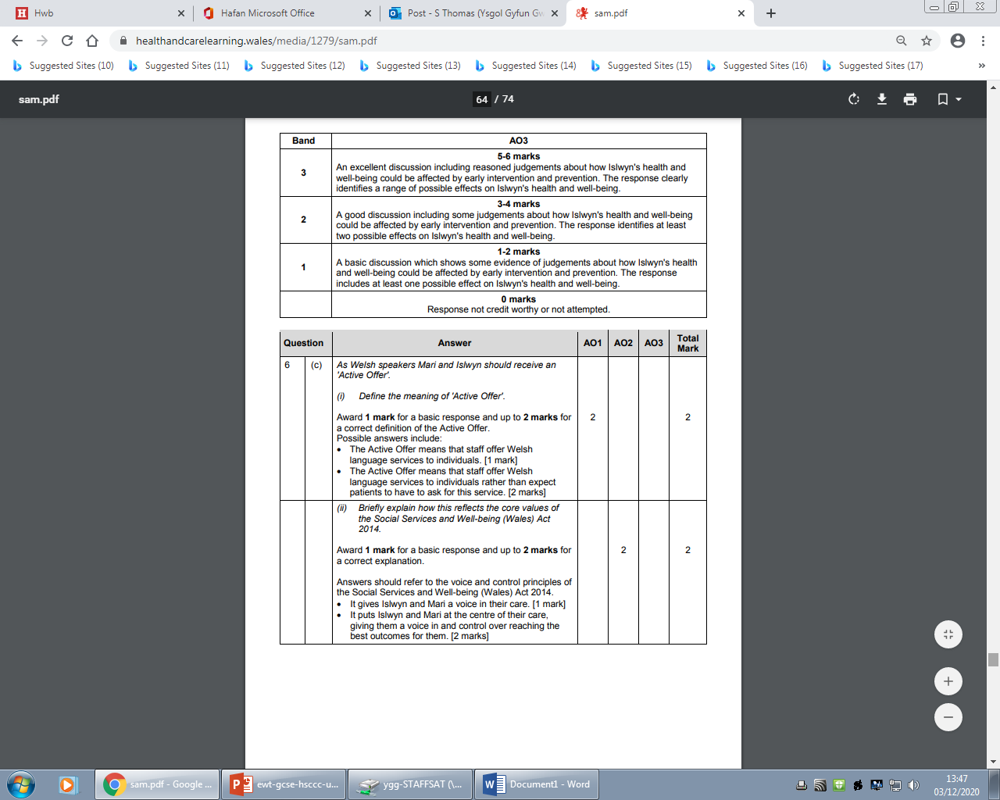 Hwb
Hafan Microsoft Office
Post - S Thomas (Ysgol Gyfun Gw
sam.pdf
healthandcarelearning.wales/media/1279/sam.pdf
Suggested Sites (10)
Suggested Sites (11)
Suggested Sites (12)
Suggested Sites (13)
Suggested Sites (14)
Suggested Sites (15)
Suggested Sites (16)
Suggested Sites (17)
»
sam.pdf
64 / 74
Band
AO3
3
5-6 marks
An excellent discussion including reasoned judgements about how Islwyn's health and
well-being could be affected by early intervention and prevention. The response clearly
identifies a range of possible effects on Islwyn's health and well-being.
2
3-4 marks
A good discussion including some judgements about how Islwyn's health and well-being
could be affected by early intervention and prevention. The response identifies at least
two possible effects on Islwyn's health and well-being.
1
1-2 marks
A basic discussion which shows some evidence of judgements about how Islwyn's health
and well-being could be affected by early intervention and prevention. The response
includes at least one possible effect on Islwyn's health and well-being.
0 marks
Response not credit worthy or not attempted.
Question
Answer
AO1
AO2
AO3
Total
Mark
6
(c)
As Welsh speakers Mari and Islwyn should receive an
'Active Offer'.
(i) Define the meaning of 'Active Offer'.
Award 1 mark for a basic response and up to 2 marks for
a correct definition of the Active Offer.
Possible answers include:
• The Active Offer means that staff offer Welsh
language services to individuals. [1 mark]
• The Active Offer means that staff offer Welsh
language services to individuals rather than expect
patients to have to ask for this service. [2 marks]
2
2
(ii) Briefly explain how this reflects the core values of
the Social Services and Well-being (Wales) Act
2014.
Award 1 mark for a basic response and up to 2 marks for
a correct explanation.
Answers should refer to the voice and control principles of
the Social Services and Well-being (Wales) Act 2014.
• It gives Islwyn and Mari a voice in their care. [1 mark]
• It puts Islwyn and Mari at the centre of their care,
giving them a voice in and control over reaching the
best outcomes for them. [2 marks]
2
2
sam.pdf - Google ...
ewt-gcse-hsccc-u...
ygg-STAFFSAT (\...
Document1 - Word
13:47
03/12/2020